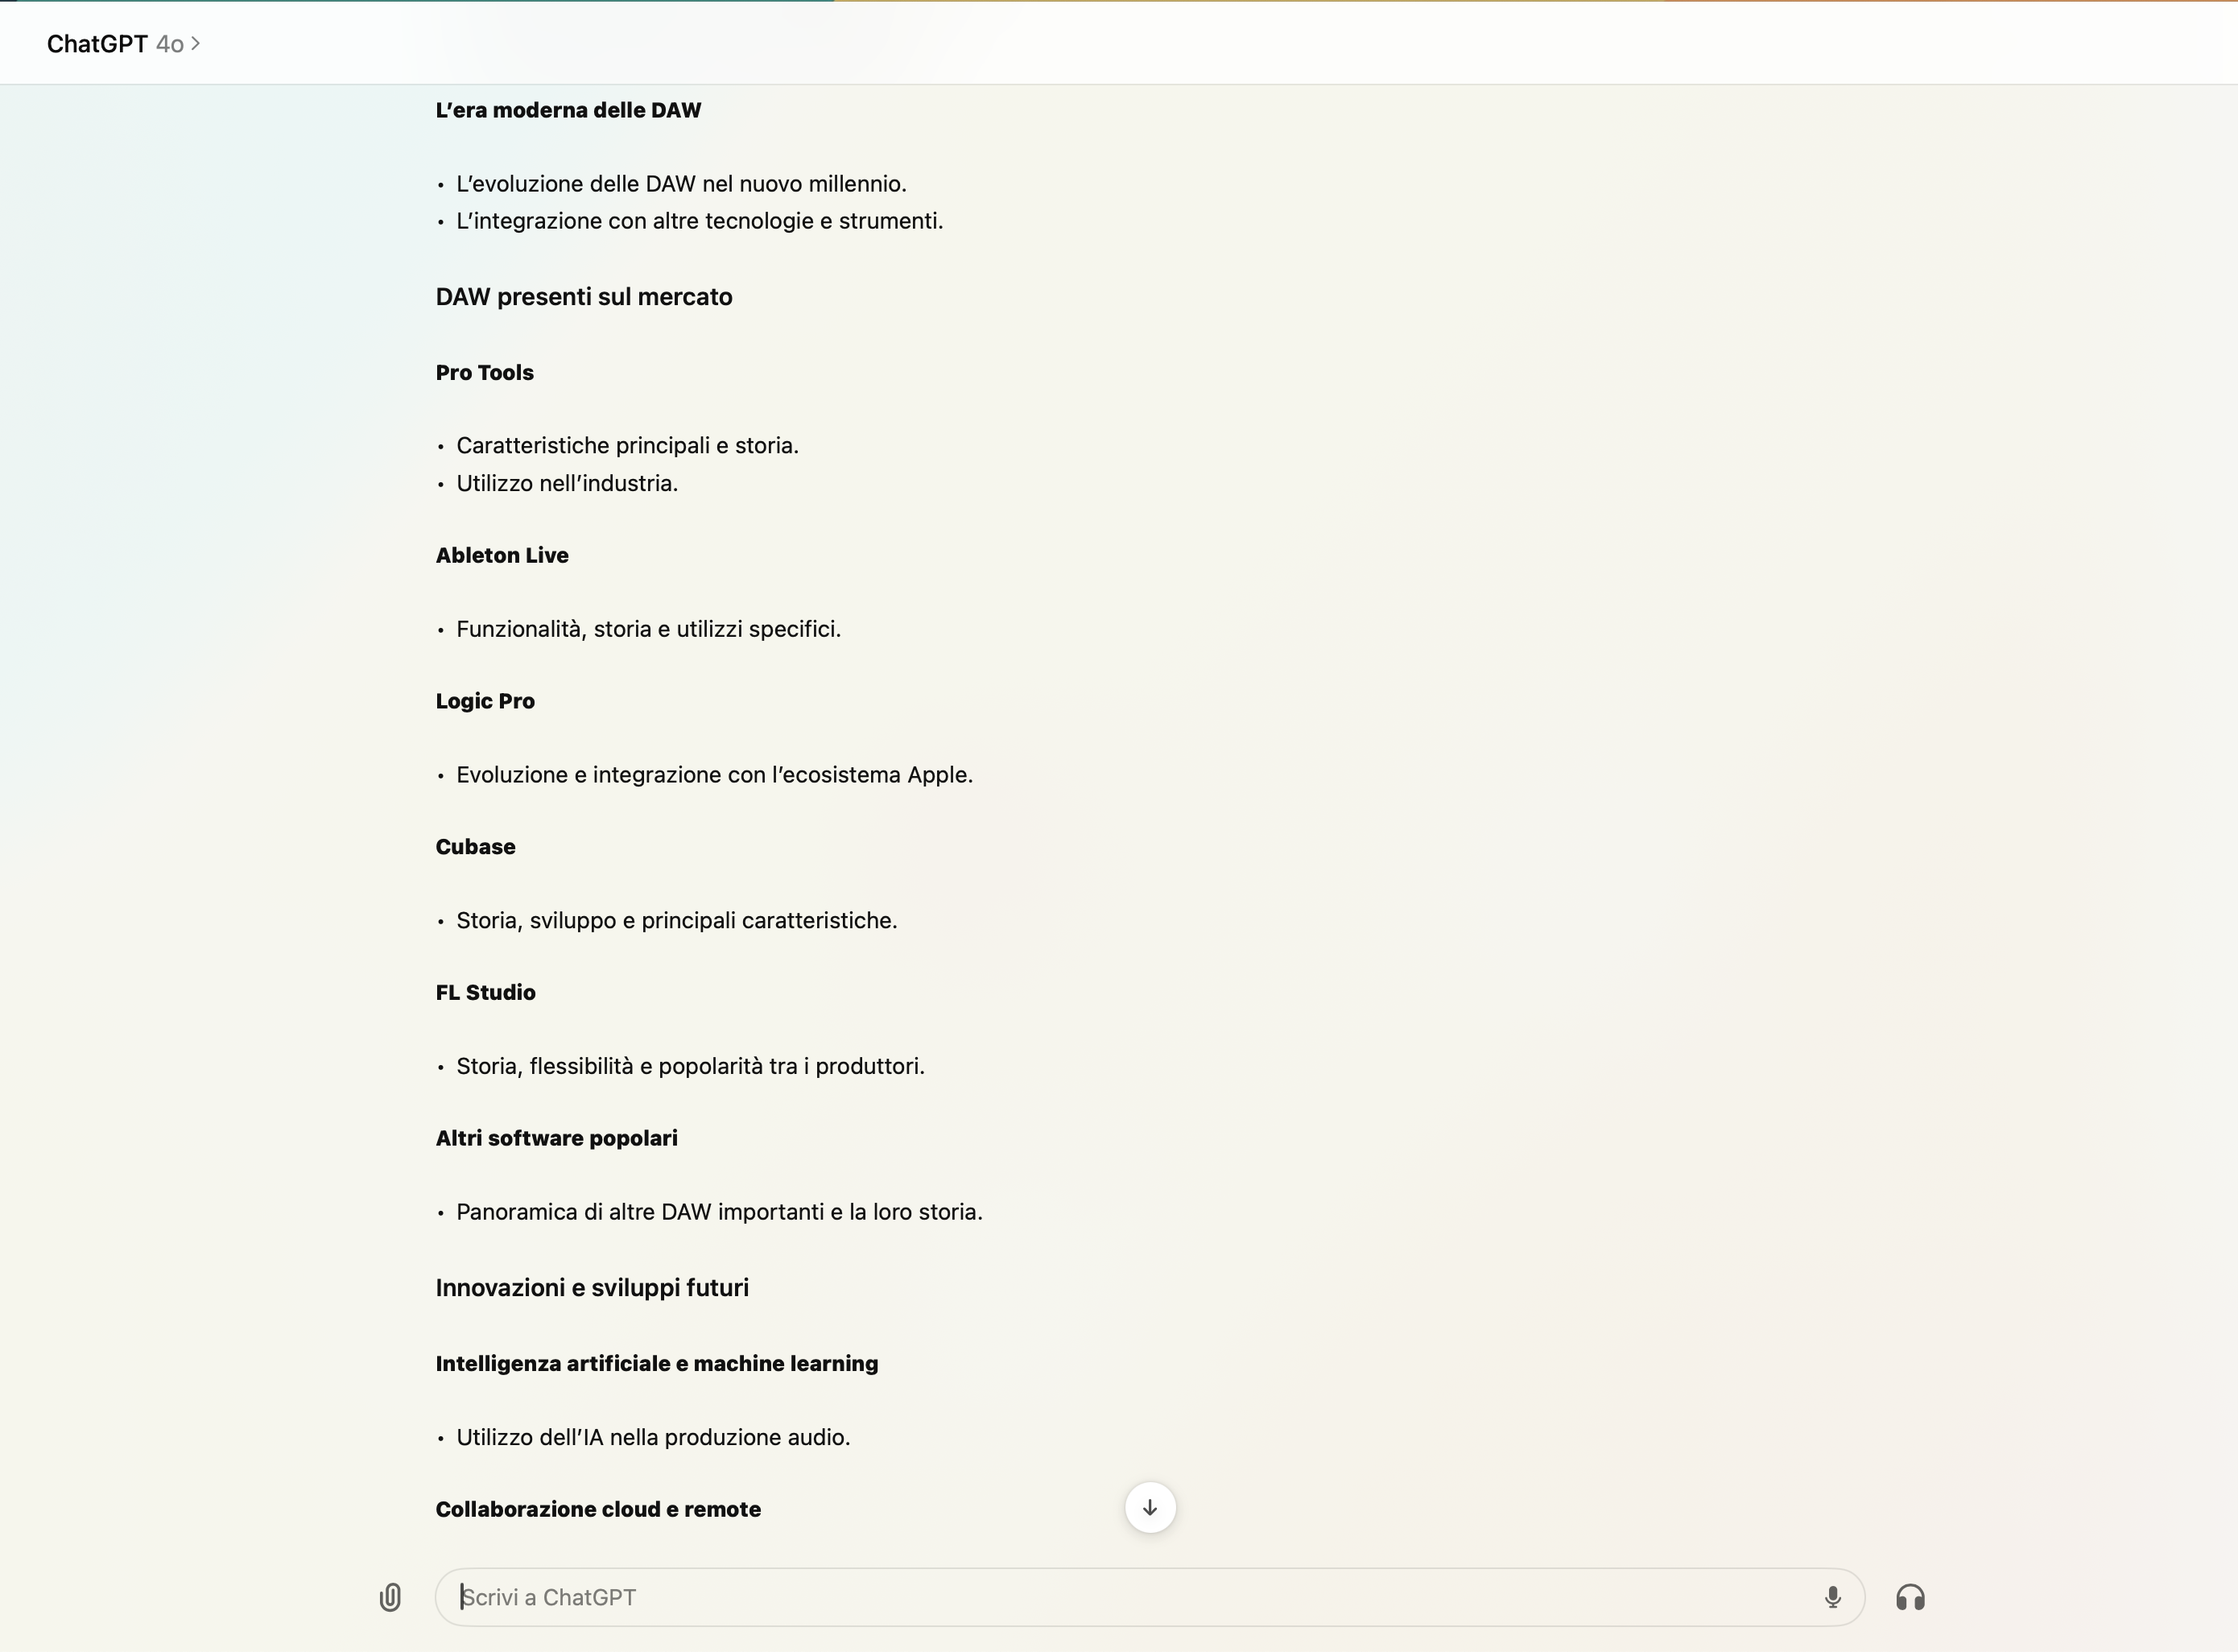 ChatGPT 4o >
L’era moderna delle DAW
• L’evoluzione delle DAW nel nuovo millennio.
• L’integrazione con altre tecnologie e strumenti.
DAW presenti sul mercato
Pro Tools
• Caratteristiche principali e storia.
• Utilizzo nell’industria.
Ableton Live
• Funzionalità, storia e utilizzi specifici.
Logic Pro
• Evoluzione e integrazione con l’ecosistema Apple.
Cubase
• Storia, sviluppo e principali caratteristiche.
FL Studio
• Storia, flessibilità e popolarità tra i produttori.
Altri software popolari
• Panoramica di altre DAW importanti e la loro storia.
Innovazioni e sviluppi futuri
Intelligenza artificiale e machine learning
• Utilizzo dell’IA nella produzione audio.
Collaborazione cloud e remote
Scrivi a ChatGPT